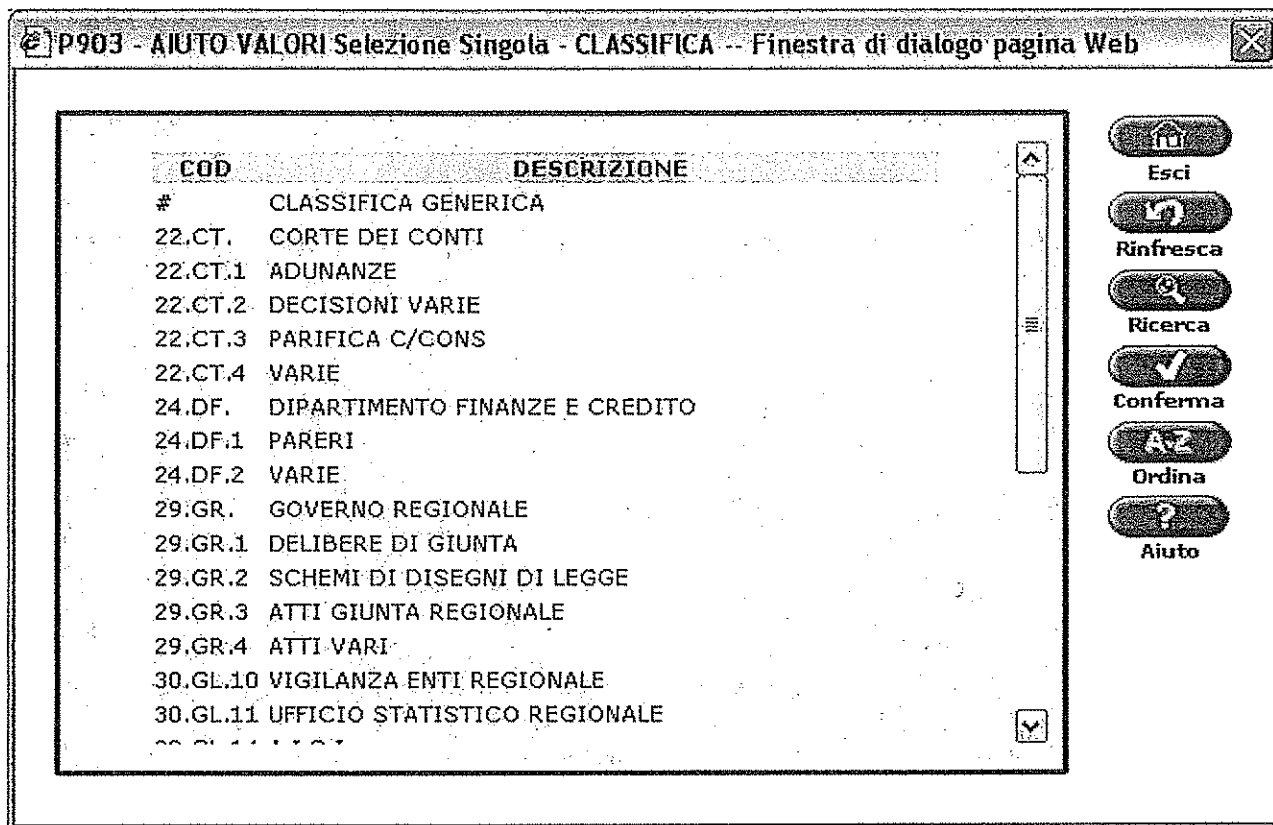 P903 - AIUTO VALORI Selezione Singola - CLASSIFICA -- Finestra di dialogo pagina Web
COD DESCRIZIONE
# CLASSIFICA GENERICA
22.CT. CORTE DEI CONTI
22.CT.1 ADUNANZE
22.CT.2 DECISIONI VARIE
22.CT.3 PARIFICA C/CONS
22.CT.4 VARIE
24.DF. DIPARTIMENTO FINANZE E CREDITO
24.DF.1 PARERI
24.DF.2 VARIE
29.GR. GOVERNO REGIONALE
29.GR.1 DELIBERE DI GIUNTA
29.GR.2 SCHEMI DI DISEGNI DI LEGGE
29.GR.3 ATTI GIUNTA REGIONALE
29.GR.4 ATTI VARI
30.GL.10 VIGILANZA ENTI REGIONALE
30.GL.11 UFFICIO STATISTICO REGIONALE
Esci
Rinfresca
Ricerca
Conferma
A-Z
Ordina
?
Aiuto